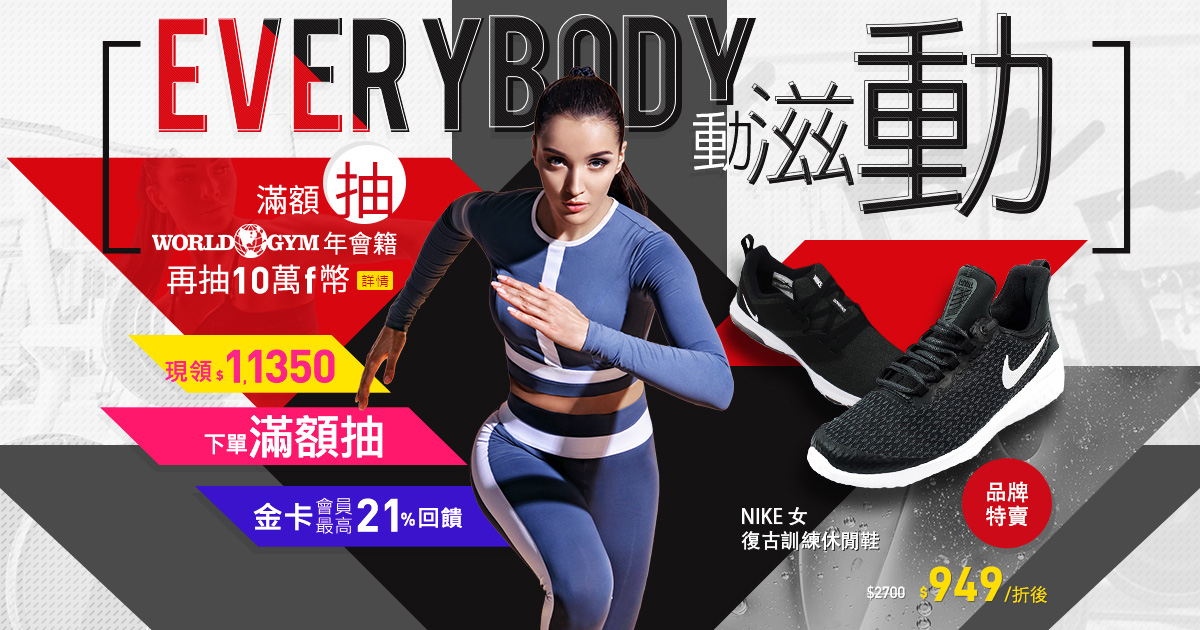 EVERYBODY
動滋動
滿額抽
WORLD GYM 年會籍
再抽10萬f幣 詳情
現領$1,1350
下單滿額抽
金卡會員最高21%回饋
NIKE 女
復古訓練休閒鞋
品牌
特賣
$2700 $949/折後